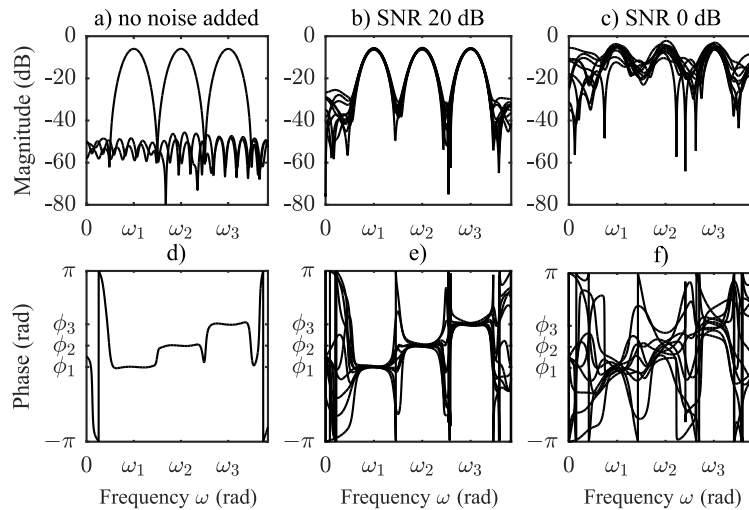 a) no noise added
b) SNR 20 dB
c) SNR 0 dB
Magnitude (dB)
0
-20
-40
-60
-80
0
-20
-40
-60
-80
0
-20
-40
-60
-80
0 ω1 ω2 ω3
0 ω1 ω2 ω3
0 ω1 ω2 ω3
d)
e)
f)
Phase (rad)
π
ϕ3
ϕ2
ϕ1
−π
π
ϕ3
ϕ2
ϕ1
−π
π
ϕ3
ϕ2
ϕ1
−π
0 ω1 ω2 ω3
0 ω1 ω2 ω3
0 ω1 ω2 ω3
Frequency ω (rad)
Frequency ω (rad)
Frequency ω (rad)